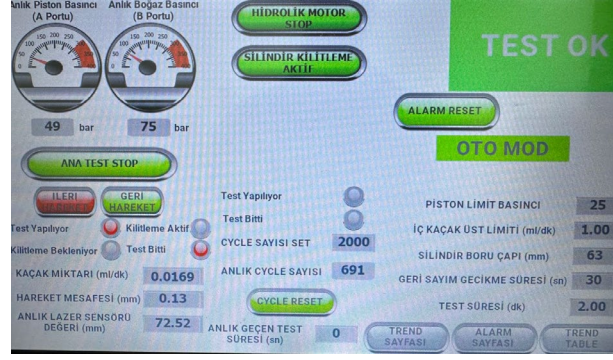 Anlık Piston Basıncı
(A Portu)
Anlık Boğaz Basıncı
(B Portu)
HİDROLİK MOTOR
STOP
SİLİNDİR KİLİTLEME
AKTİF
TEST OK
49 bar
75 bar
ALARM RESET
OTO MOD
ANA TEST STOP
İLERİ
GERİ
HAREKET
Test Yapılıyor
Kilitleme Aktif
Kilitleme Bekleniyor
Test Bitti
Test Yapılıyor
Test Bitti
CYCLE SAYISI SET 2000
ANLIK CYCLE SAYISI 691
CYCLE RESET
ANLIK GEÇEN TEST
SÜRESİ (sn) 0
KAÇAK MİKTARI (ml/dk) 0.0169
HAREKET MESAFESİ (mm) 0.13
ANLIK LAZER SENSÖRÜ
DEĞERİ (mm) 72.52
PİSTON LİMİT BASINCI 25
İÇ KAÇAK ÜST LİMİTİ (ml/dk) 1.00
SİLİNDİR BORU ÇAPI (mm) 63
GERİ SAYIM GECİKME SÜRESİ (sn) 30
TEST SÜRESİ (dk) 2.00
TREND
SAYFASI
ALARM
SAYFASI
TREND
TABLE